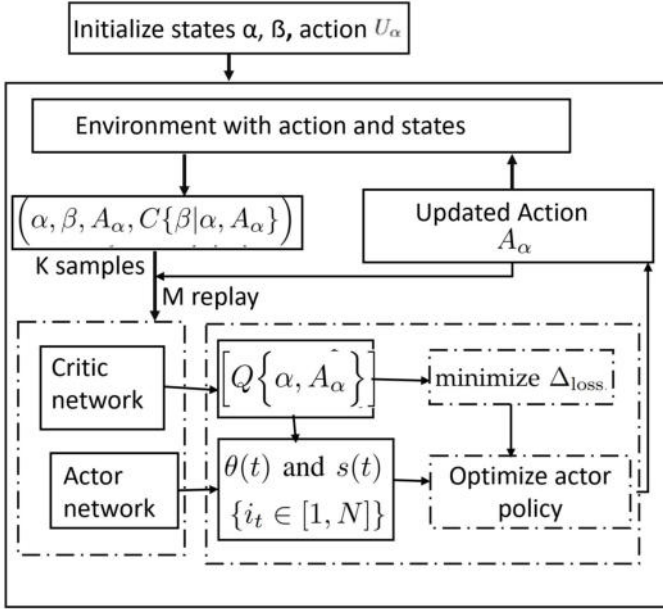 Initialize states α, ß, action U_α
Environment with action and states
(α, β, A_α, C{β|α, A_α})
Updated Action
A_α
K samples
M replay
Critic
network
[Q{α, A_α}]
minimize Δ_loss.
Actor
network
θ(t) and s(t)
{i_t ∈ [1, N]}
Optimize actor
policy